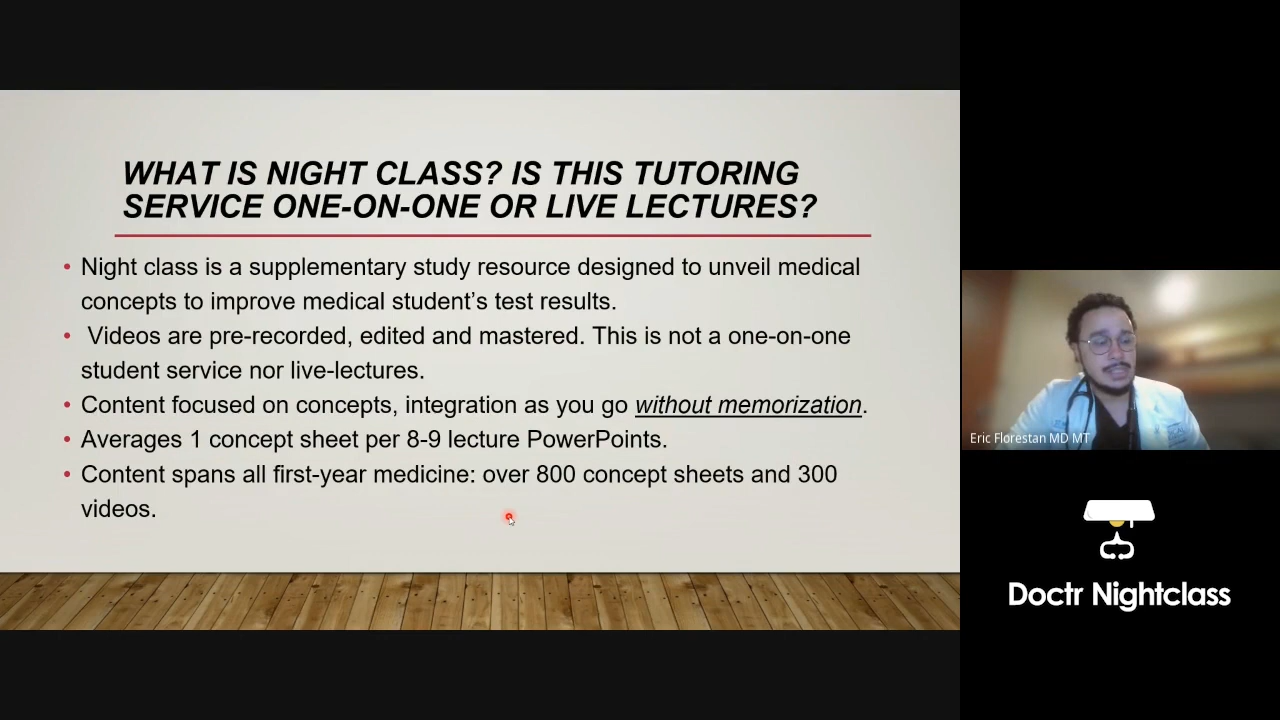 WHAT IS NIGHT CLASS? IS THIS TUTORING
SERVICE ONE-ON-ONE OR LIVE LECTURES?
• Night class is a supplementary study resource designed to unveil medical
concepts to improve medical student’s test results.
• Videos are pre-recorded, edited and mastered. This is not a one-on-one
student service nor live-lectures.
• Content focused on concepts, integration as you go without memorization.
• Averages 1 concept sheet per 8-9 lecture PowerPoints.
• Content spans all first-year medicine: over 800 concept sheets and 300
videos.
Eric Florestan MD MT
Doctr Nightclass